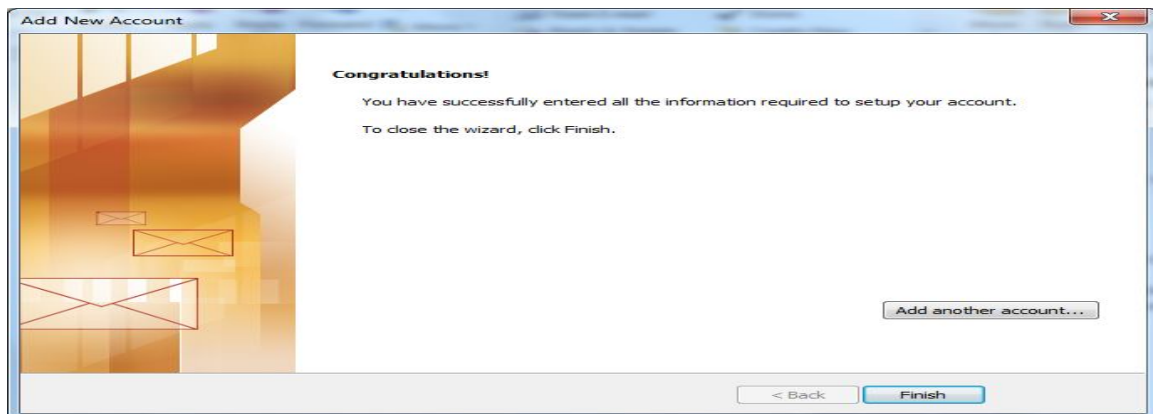 Add New Account
Congratulations!
You have successfully entered all the information required to setup your account.
To close the wizard, click Finish.
Add another account...
< Back
Finish